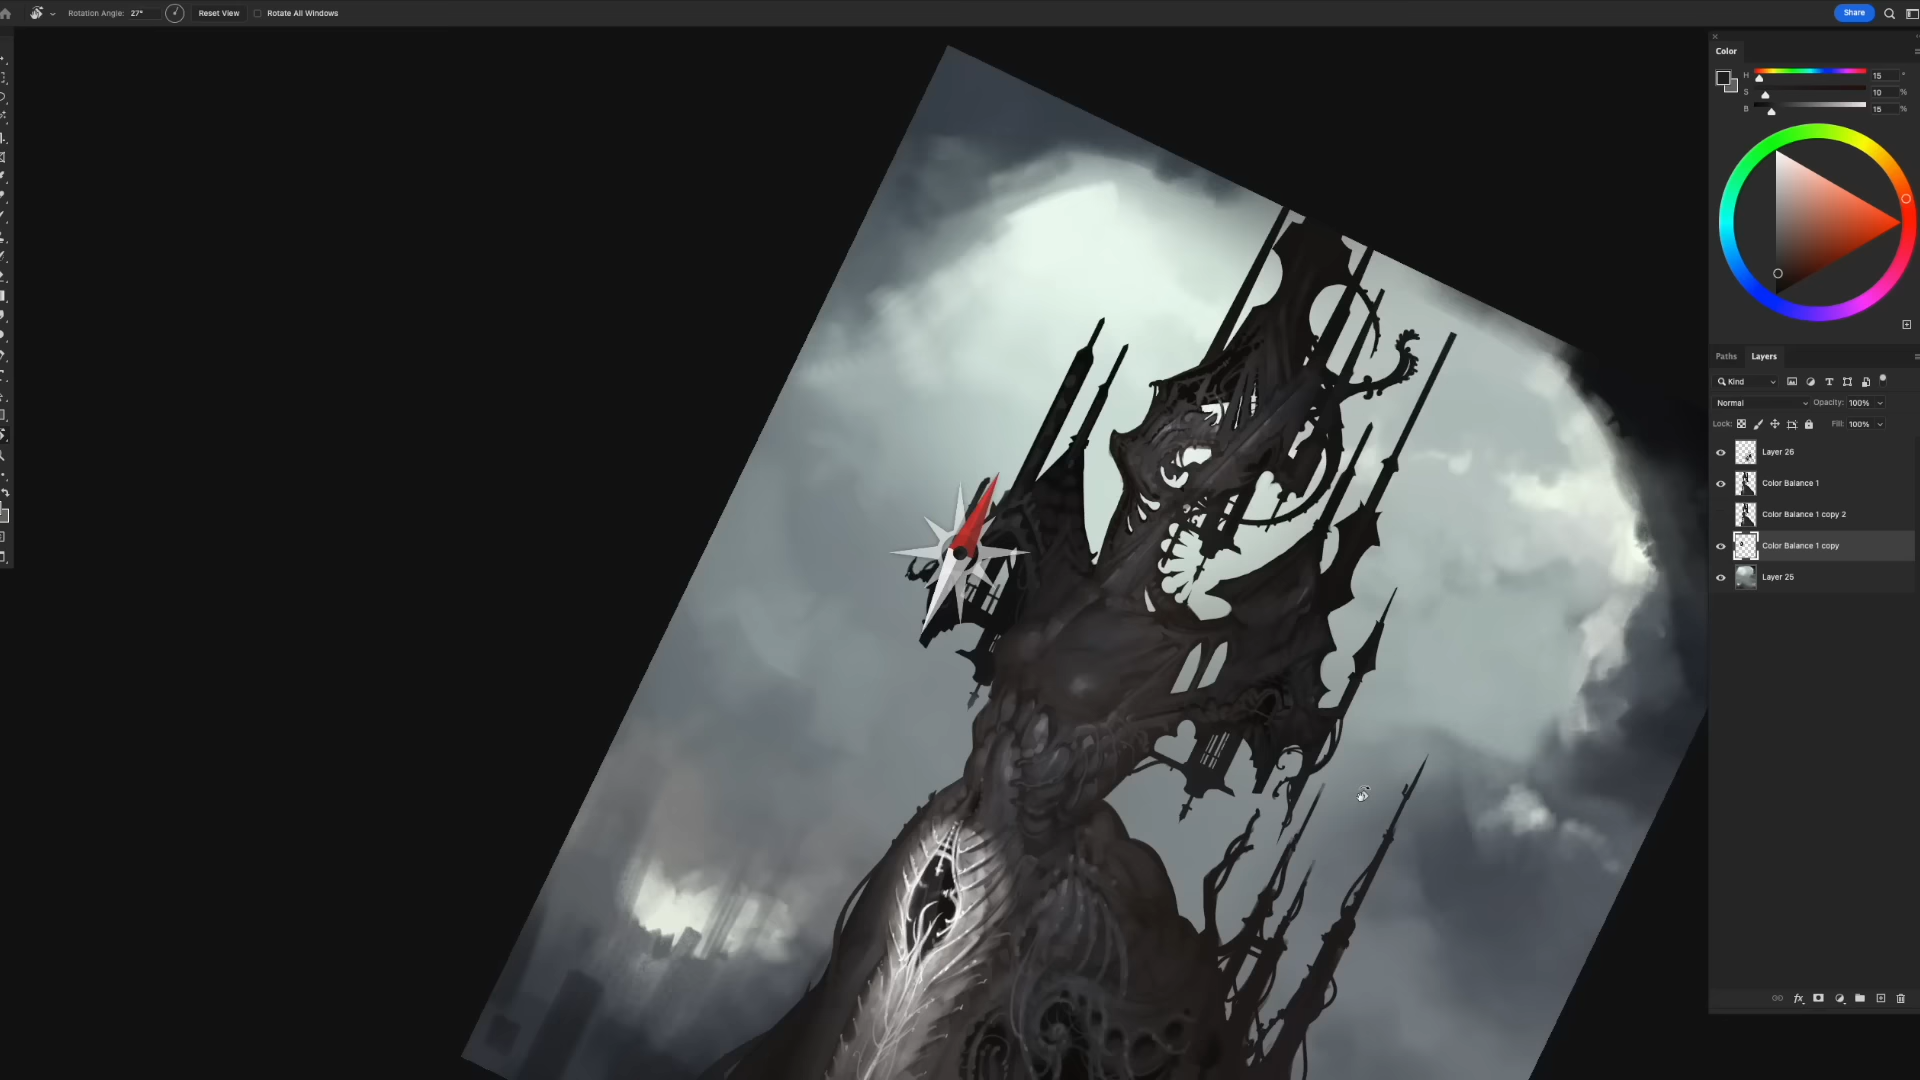 Rotation Angle: 27° Reset View Rotate All Windows Share
Color
H 15 °
S 10 %
B 15 %
Paths Layers
Kind
Normal Opacity: 100%
Lock: Fill: 100%
Layer 26
Color Balance 1
Color Balance 1 copy 2
Color Balance 1 copy
Layer 25
fx